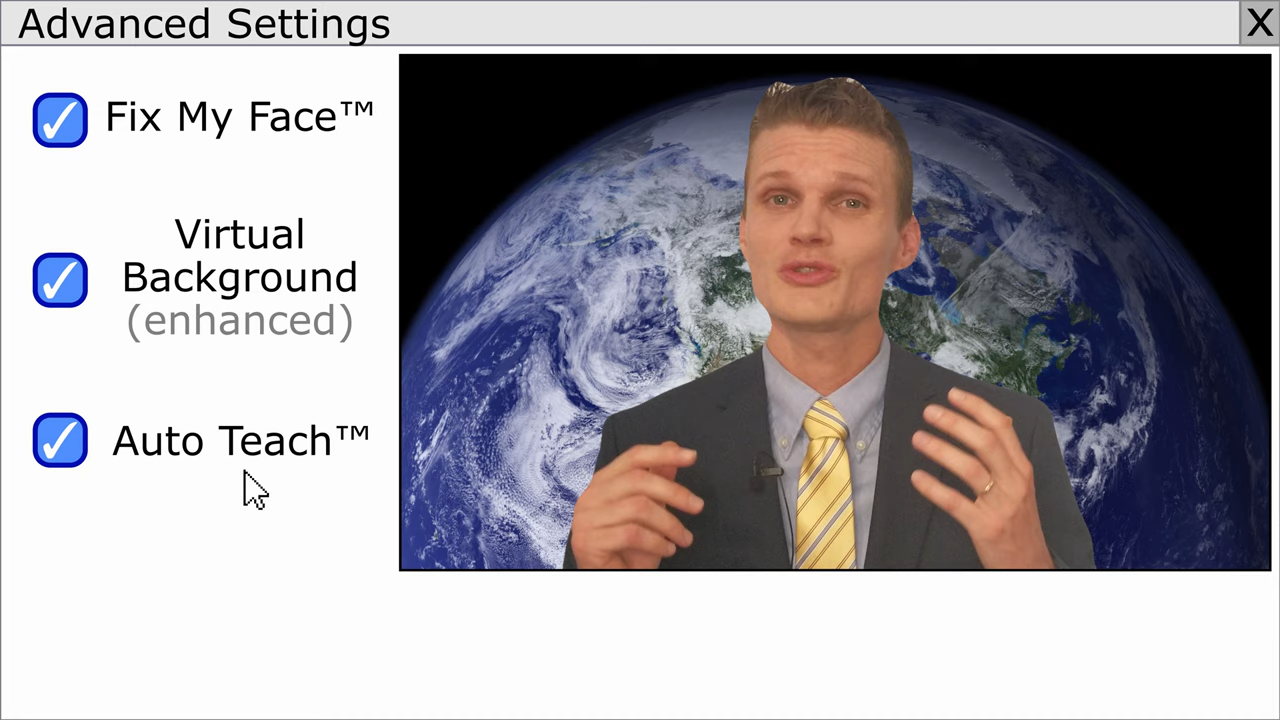 Advanced Settings
X
Fix My Face™
Virtual
Background
(enhanced)
Auto Teach™